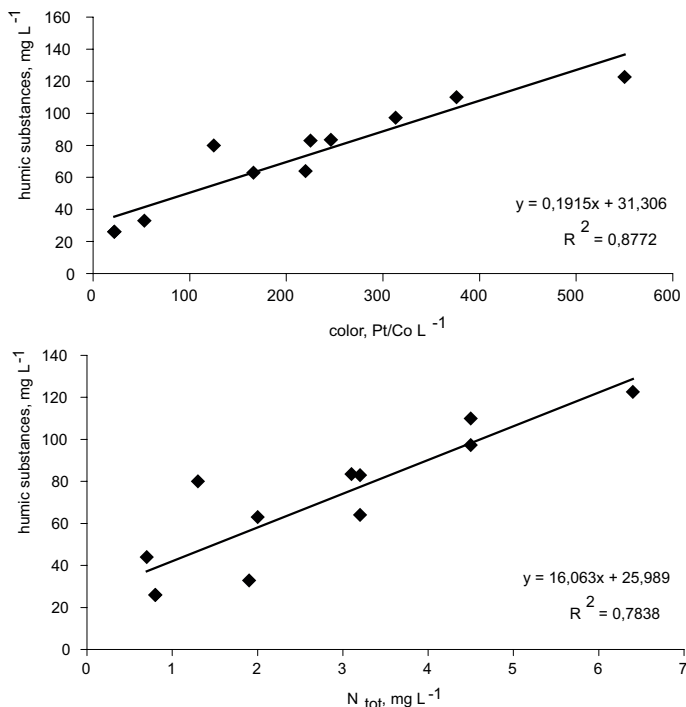 160
140
120
100
80
60
40
20
0
humic substances, mg L⁻¹
y = 0,1915x + 31,306
R² = 0,8772
0 100 200 300 400 500 600
color, Pt/Co L⁻¹
140
120
100
80
60
40
20
0
humic substances, mg L⁻¹
y = 16,063x + 25,989
R² = 0,7838
0 1 2 3 4 5 6 7
N tot, mg L⁻¹